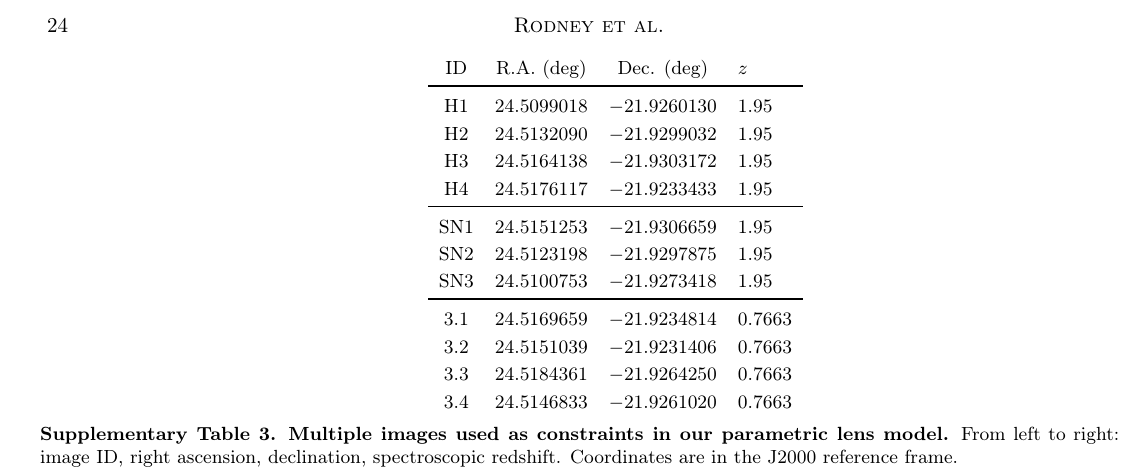 24 RODNEY ET AL.
ID R.A. (deg) Dec. (deg) z
H1 24.5099018 −21.9260130 1.95
H2 24.5132090 −21.9299032 1.95
H3 24.5164138 −21.9303172 1.95
H4 24.5176117 −21.9233433 1.95
SN1 24.5151253 −21.9306659 1.95
SN2 24.5123198 −21.9297875 1.95
SN3 24.5100753 −21.9273418 1.95
3.1 24.5169659 −21.9234814 0.7663
3.2 24.5151039 −21.9231406 0.7663
3.3 24.5184361 −21.9264250 0.7663
3.4 24.5146833 −21.9261020 0.7663
Supplementary Table 3. Multiple images used as constraints in our parametric lens model. From left to right:
image ID, right ascension, declination, spectroscopic redshift. Coordinates are in the J2000 reference frame.